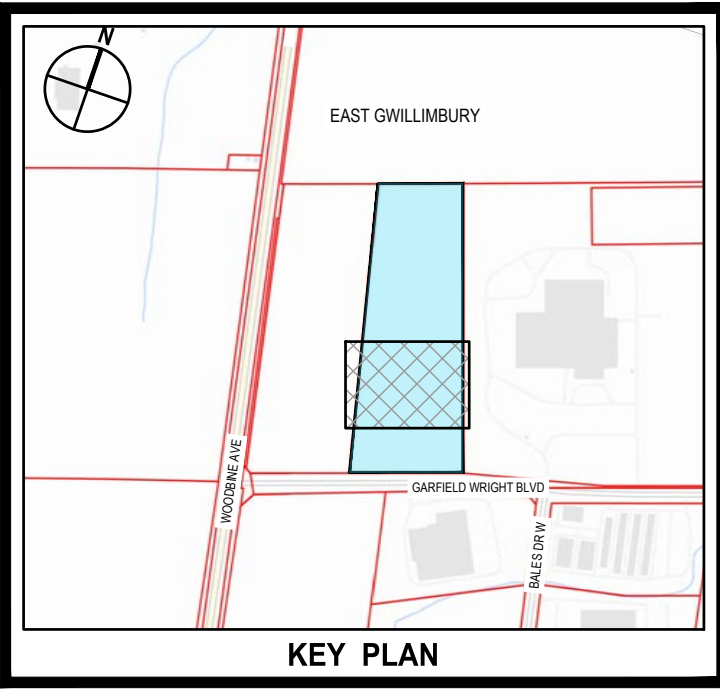 N
EAST GWILLIMBURY
WOODBINE AVE
GARFIELD WRIGHT BLVD
BALES DR W
KEY PLAN